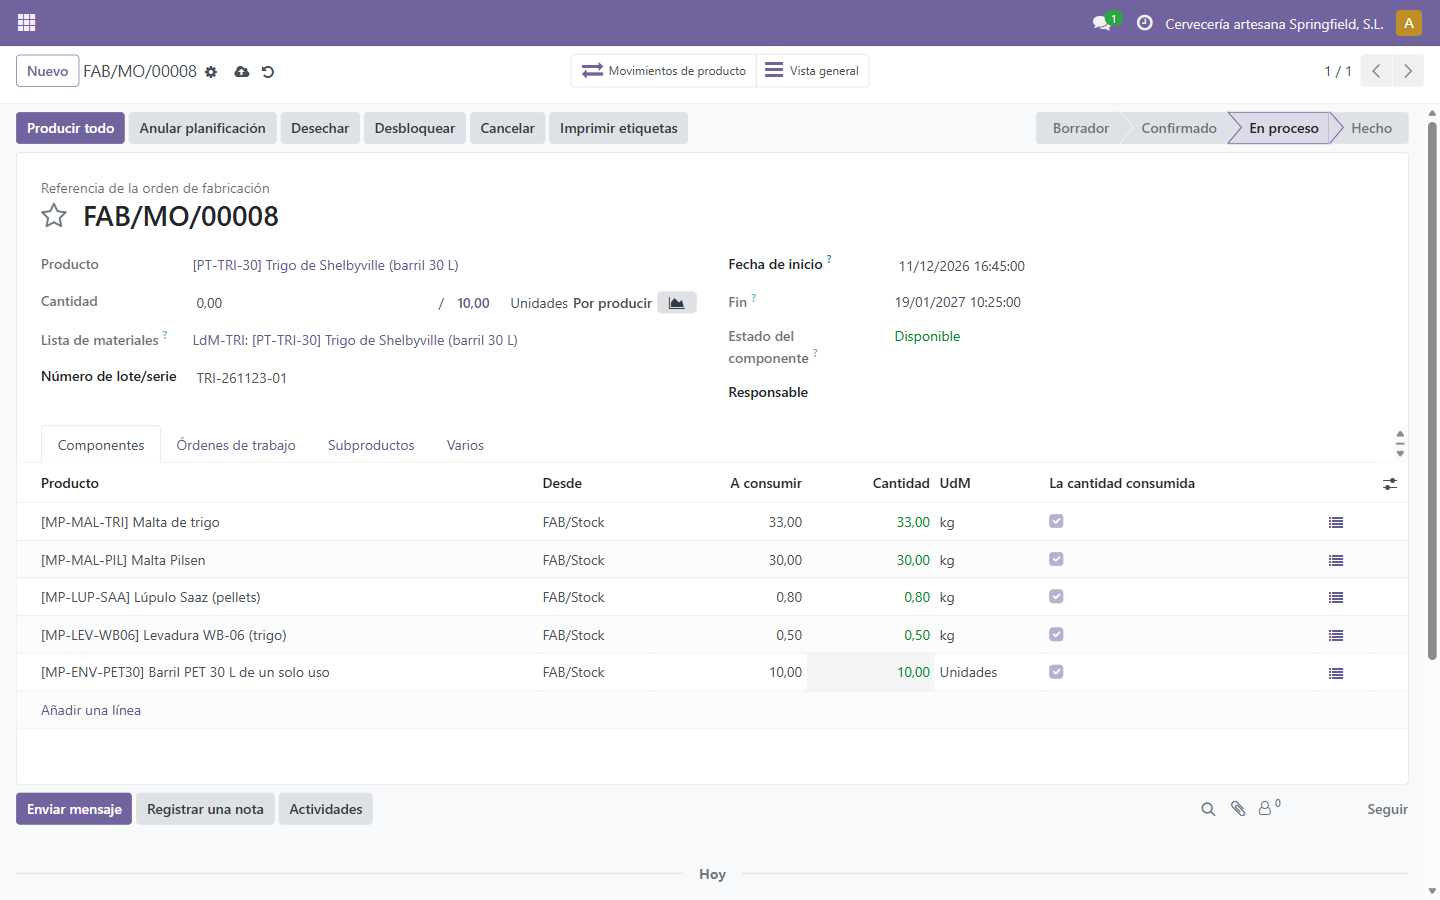 1
Cervecería artesana Springfield, S.L.
A
Nuevo
FAB/MO/00008
Movimientos de producto
Vista general
1 / 1
Producir todo
Anular planificación
Desechar
Desbloquear
Cancelar
Imprimir etiquetas
Borrador
Confirmado
En proceso
Hecho
Referencia de la orden de fabricación
FAB/MO/00008
Producto
[PT-TRI-30] Trigo de Shelbyville (barril 30 L)
Cantidad
0,00 / 10,00 Unidades Por producir
Lista de materiales ?
LdM-TRI: [PT-TRI-30] Trigo de Shelbyville (barril 30 L)
Número de lote/serie
TRI-261123-01
Fecha de inicio ?
11/12/2026 16:45:00
Fin ?
19/01/2027 10:25:00
Estado del
componente ?
Disponible
Responsable
Componentes
Órdenes de trabajo
Subproductos
Varios
Producto Desde A consumir Cantidad UdM La cantidad consumida
[MP-MAL-TRI] Malta de trigo FAB/Stock 33,00 33,00 kg
[MP-MAL-PIL] Malta Pilsen FAB/Stock 30,00 30,00 kg
[MP-LUP-SAA] Lúpulo Saaz (pellets) FAB/Stock 0,80 0,80 kg
[MP-LEV-WB06] Levadura WB-06 (trigo) FAB/Stock 0,50 0,50 kg
[MP-ENV-PET30] Barril PET 30 L de un solo uso FAB/Stock 10,00 10,00 Unidades
Añadir una línea
Enviar mensaje
Registrar una nota
Actividades
0
Seguir
Hoy